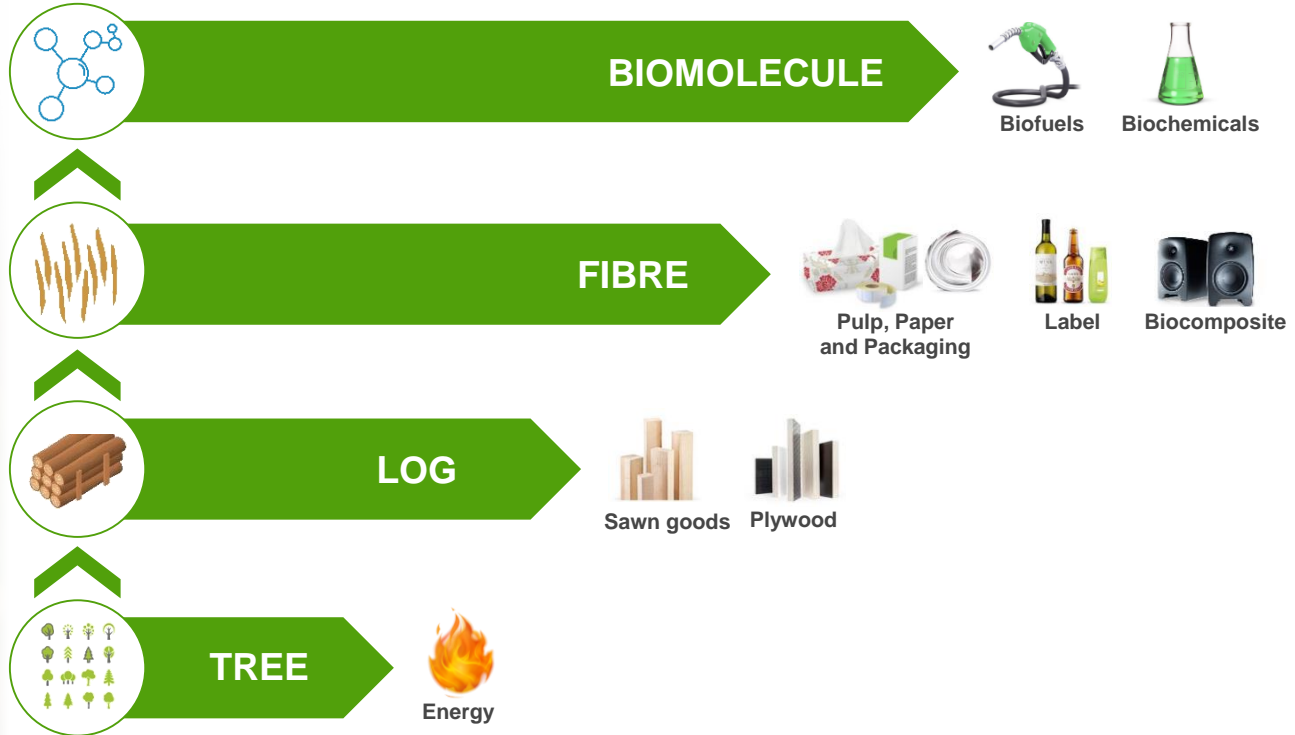 BIOMOLECULE
Biofuels
Biochemicals
FIBRE
Pulp, Paper
and Packaging
Label
Biocomposite
LOG
Sawn goods
Plywood
TREE
Energy